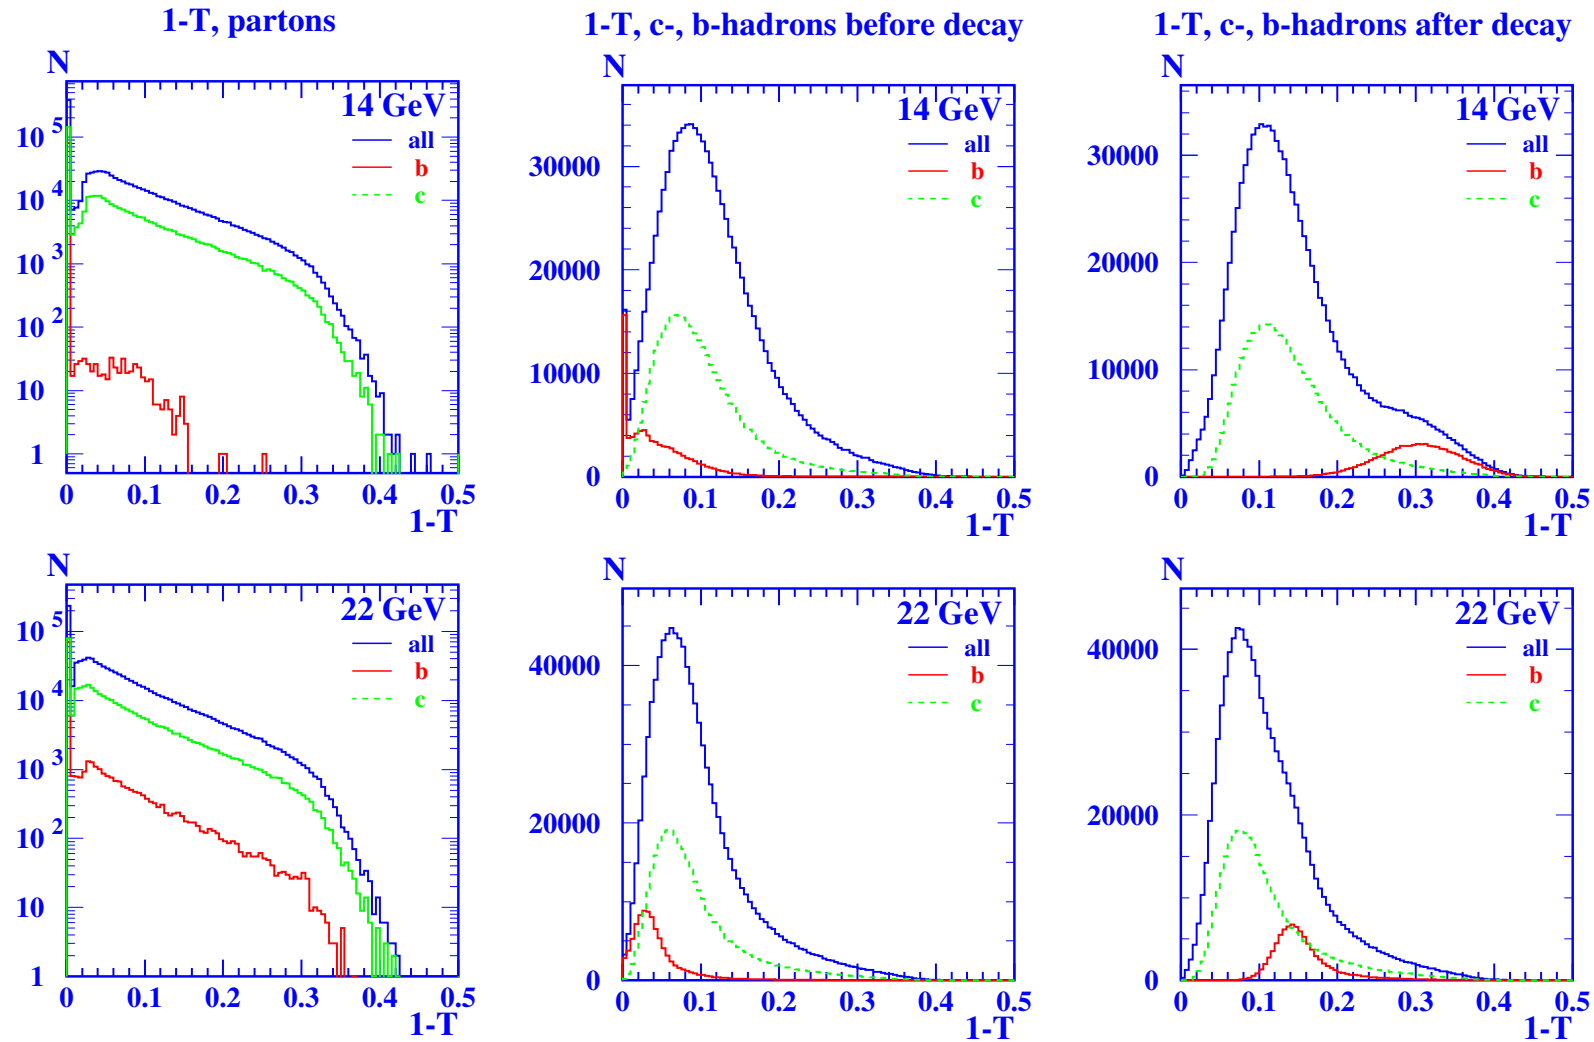 1-T, partons
N
14 GeV
all
b
c
10 5
10 4
10 3
10 2
10
1
0 0.1 0.2 0.3 0.4 0.5
1-T
1-T, c-, b-hadrons before decay
N
14 GeV
all
b
c
30000
20000
10000
0
0 0.1 0.2 0.3 0.4 0.5
1-T
1-T, c-, b-hadrons after decay
N
14 GeV
all
b
c
30000
20000
10000
0
0 0.1 0.2 0.3 0.4 0.5
1-T
N
22 GeV
all
b
c
10 5
10 4
10 3
10 2
10
1
0 0.1 0.2 0.3 0.4 0.5
1-T
N
22 GeV
all
b
c
40000
20000
0
0 0.1 0.2 0.3 0.4 0.5
1-T
N
22 GeV
all
b
c
40000
20000
0
0 0.1 0.2 0.3 0.4 0.5
1-T